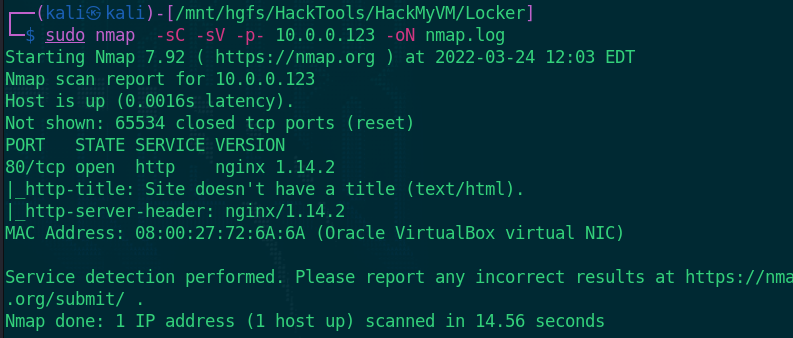 ┌──(kali㉿kali)-[/mnt/hgfs/HackTools/HackMyVM/Locker]
└─$ sudo nmap  -sC -sV -p- 10.0.0.123 -oN nmap.log
Starting Nmap 7.92 ( https://nmap.org ) at 2022-03-24 12:03 EDT
Nmap scan report for 10.0.0.123
Host is up (0.0016s latency).
Not shown: 65534 closed tcp ports (reset)
PORT   STATE SERVICE VERSION
80/tcp open  http    nginx 1.14.2
|_http-title: Site doesn't have a title (text/html).
|_http-server-header: nginx/1.14.2
MAC Address: 08:00:27:72:6A:6A (Oracle VirtualBox virtual NIC)
Service detection performed. Please report any incorrect results at https://nma
.org/submit/ .
Nmap done: 1 IP address (1 host up) scanned in 14.56 seconds